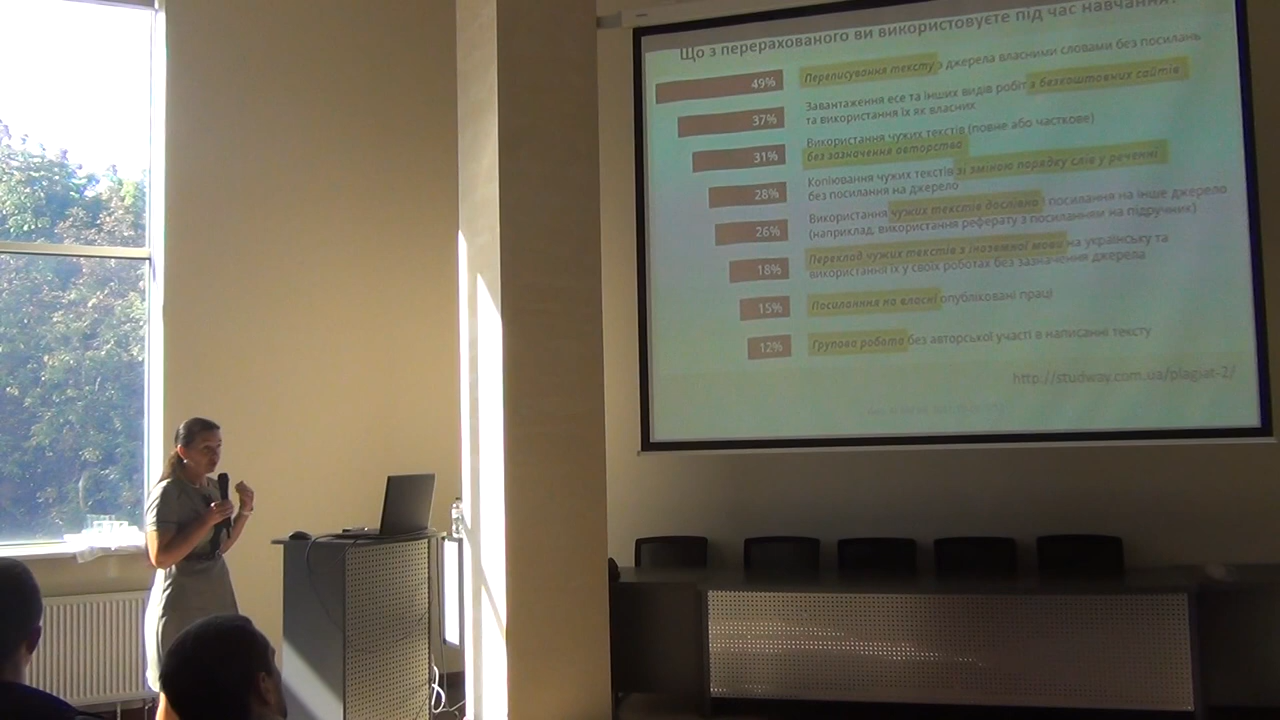 Що з перерахованого ви використовуєте під час навчання?
49% Переписування тексту з джерела власними словами без посилань
37% Завантаження есе та інших видів робіт з безкоштовних сайтів
та використання їх як власних
31% Використання чужих текстів (повне або часткове)
без зазначення авторства
28% Копіювання чужих текстів зі зміною порядку слів у реченні
без посилання на джерело
26% Використання чужих текстів дослівно і посилання на інше джерело
(наприклад, використання реферату з посиланням на підручник)
18% Переклад чужих текстів з іноземної мови на українську та
використання їх у своїх роботах без зазначення джерела
15% Посилання на власні опубліковані праці
12% Групова робота без авторської участі в написанні тексту
http://studway.com.ua/plagiat-2/